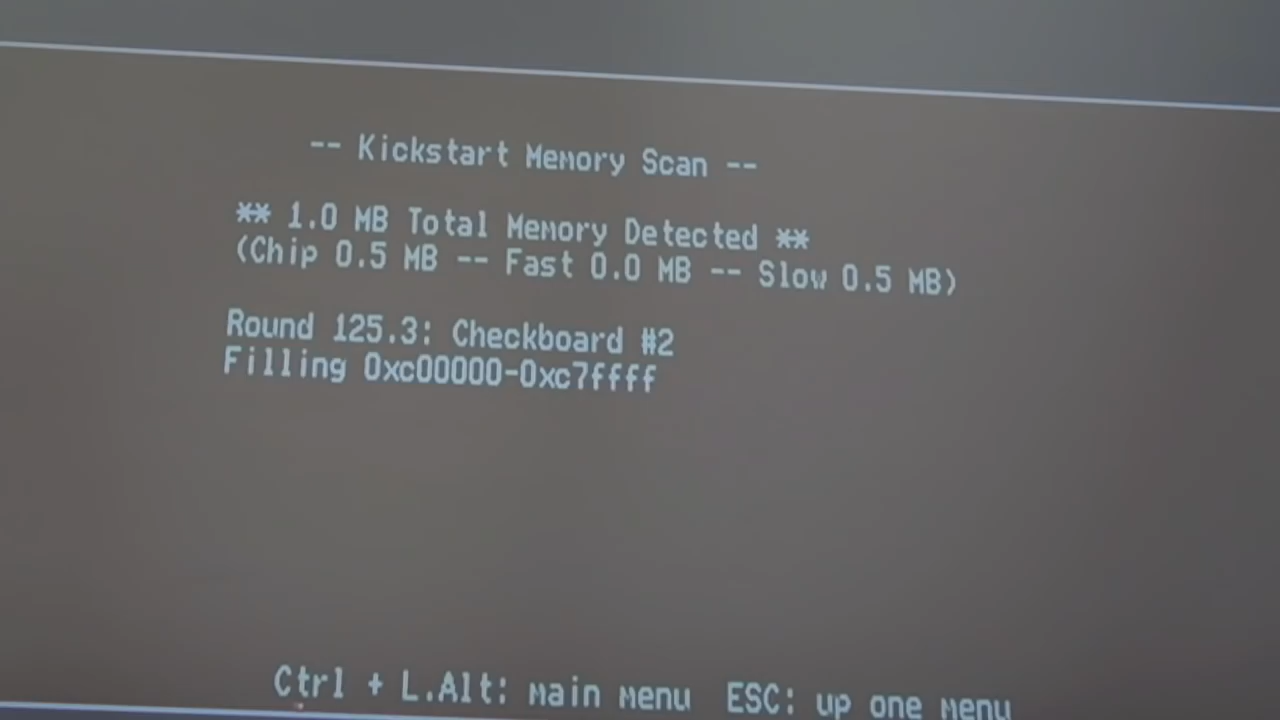 -- Kickstart Memory Scan --
** 1.0 MB Total Memory Detected **
(Chip 0.5 MB -- Fast 0.0 MB -- Slow 0.5 MB)
Round 125.3: Checkboard #2
Filling 0xc00000-0xc7ffff
Ctrl + L.Alt: main menu ESC: up one menu